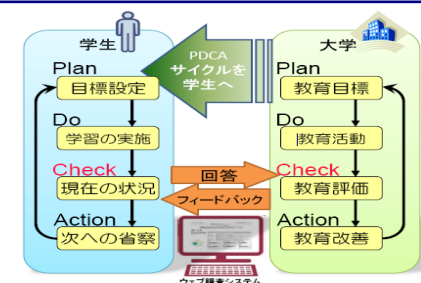 学生
Plan
目標設定
Do
学習の実施
Check
現在の状況
Action
次への省察
PDCA
サイクルを
学生へ
回答
フィードバック
ウェブ調査システム
大学
Plan
教育目標
Do
教育活動
Check
教育評価
Action
教育改善